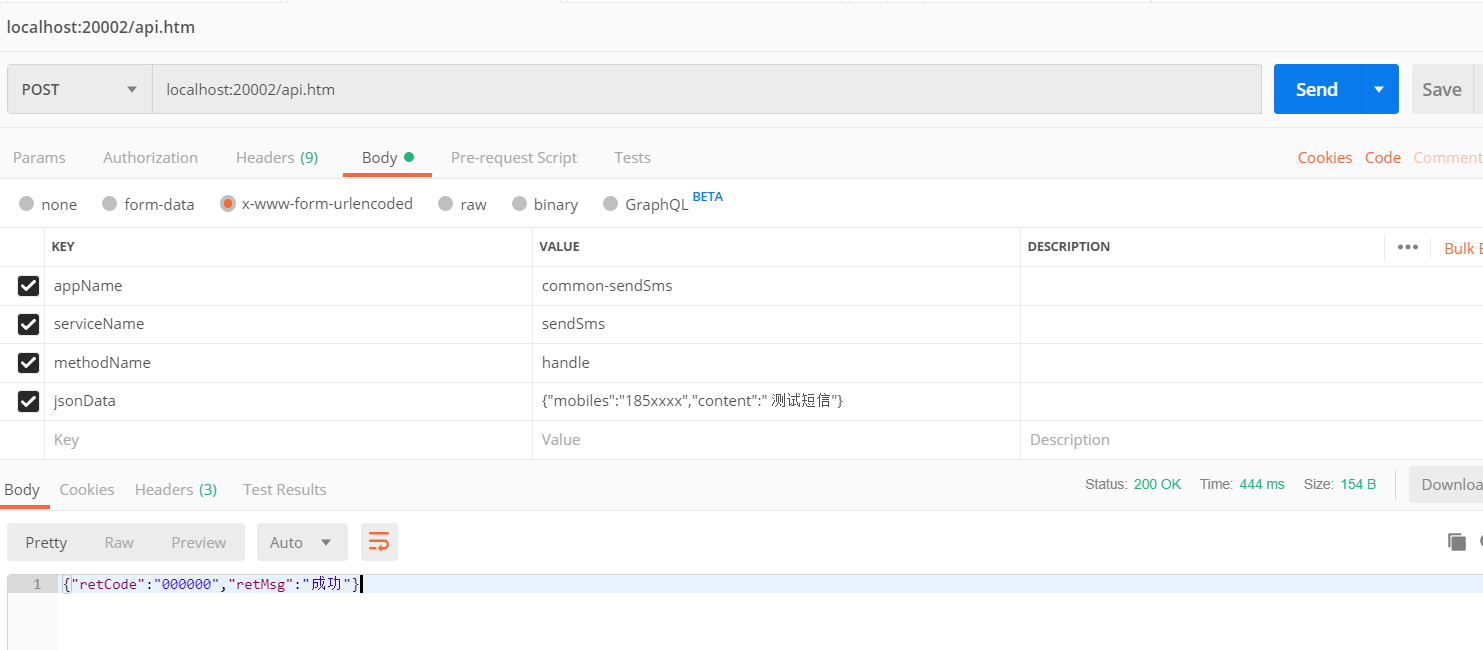 localhost:20002/api.htm
POST localhost:20002/api.htm Send Save
Params Authorization Headers (9) Body Pre-request Script Tests Cookies Code Comment
none form-data x-www-form-urlencoded raw binary GraphQL BETA
KEY VALUE DESCRIPTION ••• Bulk
appName common-sendSms
serviceName sendSms
methodName handle
jsonData {"mobiles":"185xxxx","content":" 测试短信"}
Key Value Description
Body Cookies Headers (3) Test Results Status: 200 OK Time: 444 ms Size: 154 B Downloa
Pretty Raw Preview Auto
1 {"retCode":"000000","retMsg":"成功"}